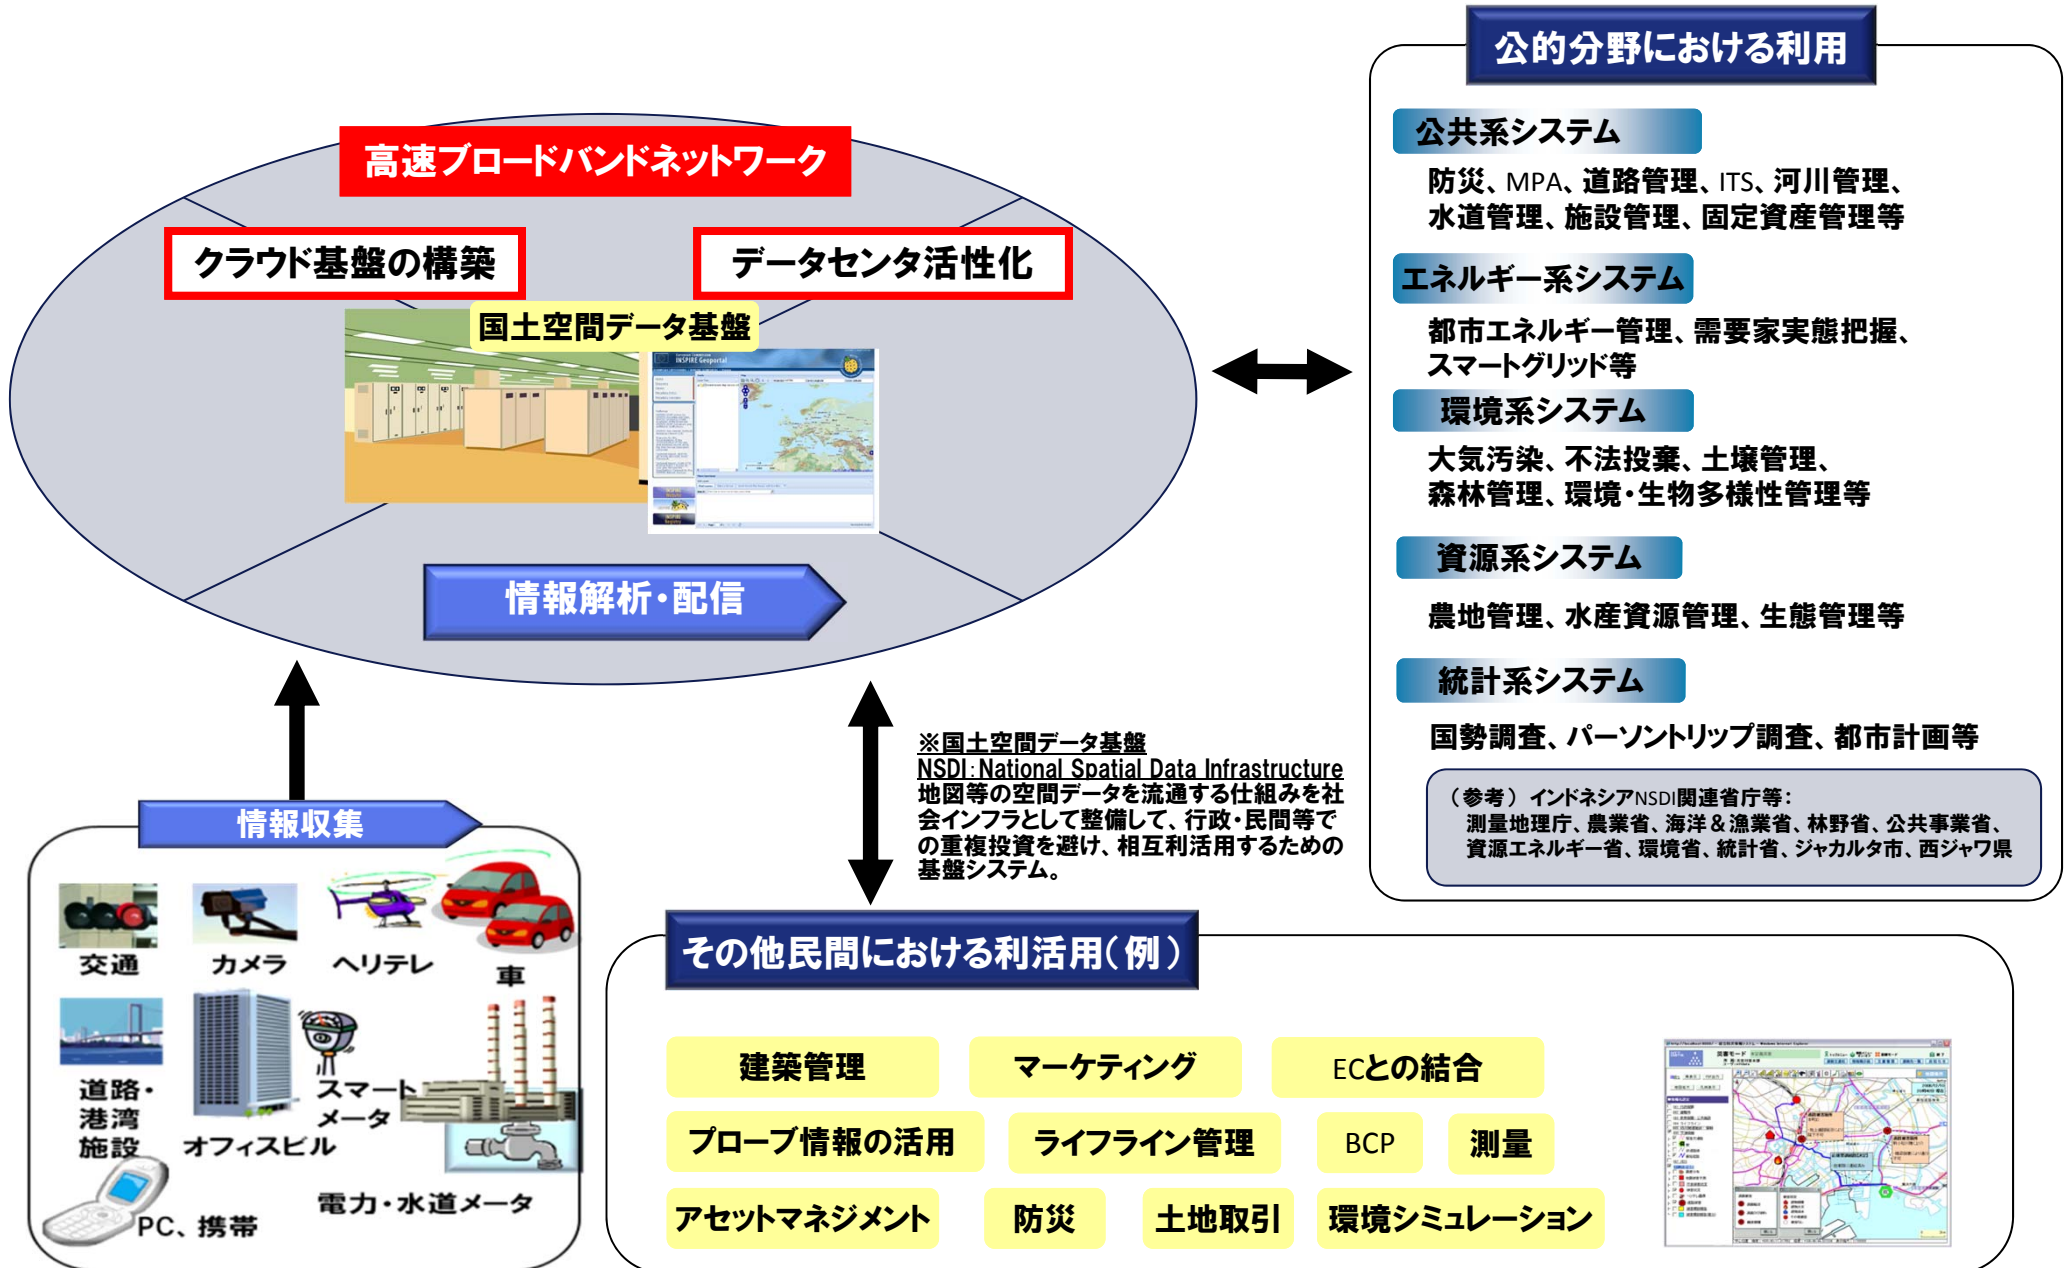 公的分野における利用
公共系システム
防災、MPA、道路管理、ITS、河川管理、
水道管理、施設管理、固定資産管理等
エネルギー系システム
都市エネルギー管理、需要家実態把握、
スマートグリッド等
環境系システム
大気汚染、不法投棄、土壌管理、
森林管理、環境・生物多様性管理等
資源系システム
農地管理、水産資源管理、生態管理等
統計系システム
国勢調査、パーソントリップ調査、都市計画等
（参考）インドネシアNSDI関連省庁等：
測量地理庁、農業省、海洋＆漁業省、林野省、公共事業省、
資源エネルギー省、環境省、統計省、ジャカルタ市、西ジャワ県
高速ブロードバンドネットワーク
クラウド基盤の構築
データセンタ活性化
国土空間データ基盤
INSPIRE Geoportal
情報解析・配信
※国土空間データ基盤
NSDI：National Spatial Data Infrastructure
地図等の空間データを流通する仕組みを社
会インフラとして整備して、行政・民間等で
の重複投資を避け、相互利活用するための
基盤システム。
情報収集
交通
カメラ
ヘリテレ
車
道路・
港湾
施設
オフィスビル
スマート
メータ
電力・水道メータ
PC、携帯
その他民間における利活用（例）
建築管理
マーケティング
ECとの結合
プローブ情報の活用
ライフライン管理
BCP
測量
アセットマネジメント
防災
土地取引
環境シミュレーション
災害モード